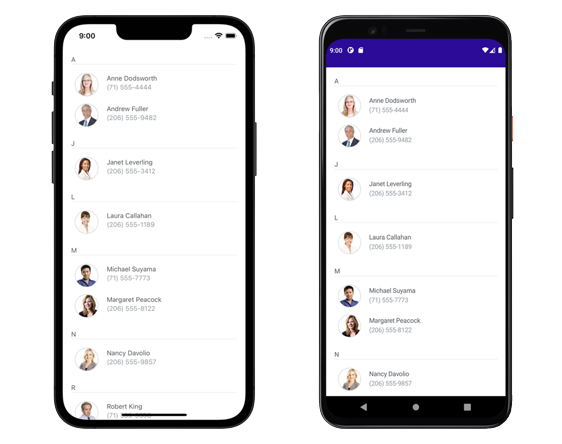 9:00
A
Anne Dodsworth
(71) 555-4444
Andrew Fuller
(206) 555-9482
J
Janet Leverling
(206) 555-3412
L
Laura Callahan
(206) 555-1189
M
Michael Suyama
(71) 555-7773
Margaret Peacock
(206) 555-8122
N
Nancy Davolio
(206) 555-9857
R
Robert King
9:00
A
Anne Dodsworth
(71) 555-4444
Andrew Fuller
(206) 555-9482
J
Janet Leverling
(206) 555-3412
L
Laura Callahan
(206) 555-1189
M
Michael Suyama
(71) 555-7773
Margaret Peacock
(206) 555-8122
N
Nancy Davolio
(206) 555-9857